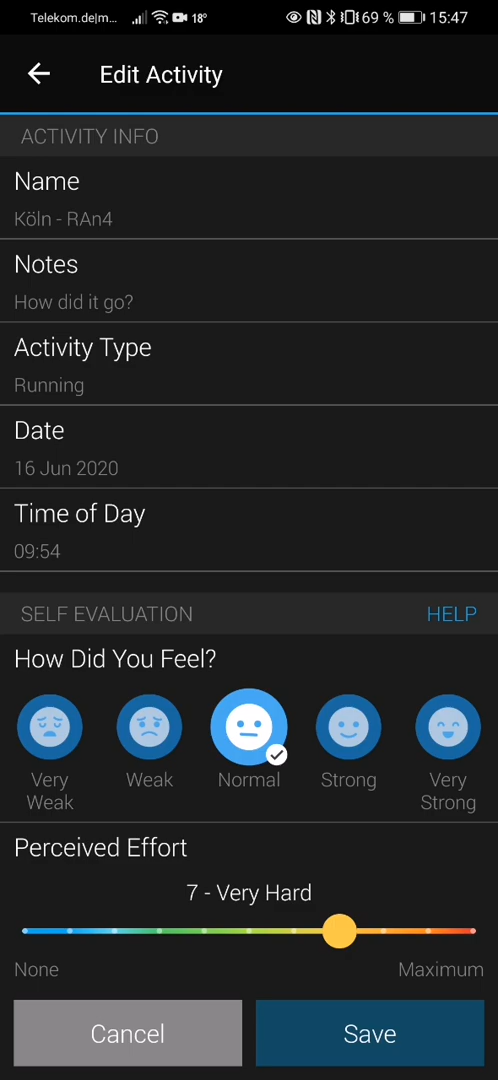 Telekom.de|m... 18° 69 % 15:47
Edit Activity
ACTIVITY INFO
Name
Köln - RAn4
Notes
How did it go?
Activity Type
Running
Date
16 Jun 2020
Time of Day
09:54
SELF EVALUATION HELP
How Did You Feel?
Very Weak Weak Normal Strong Very Strong
Perceived Effort
7 - Very Hard
None Maximum
Cancel Save